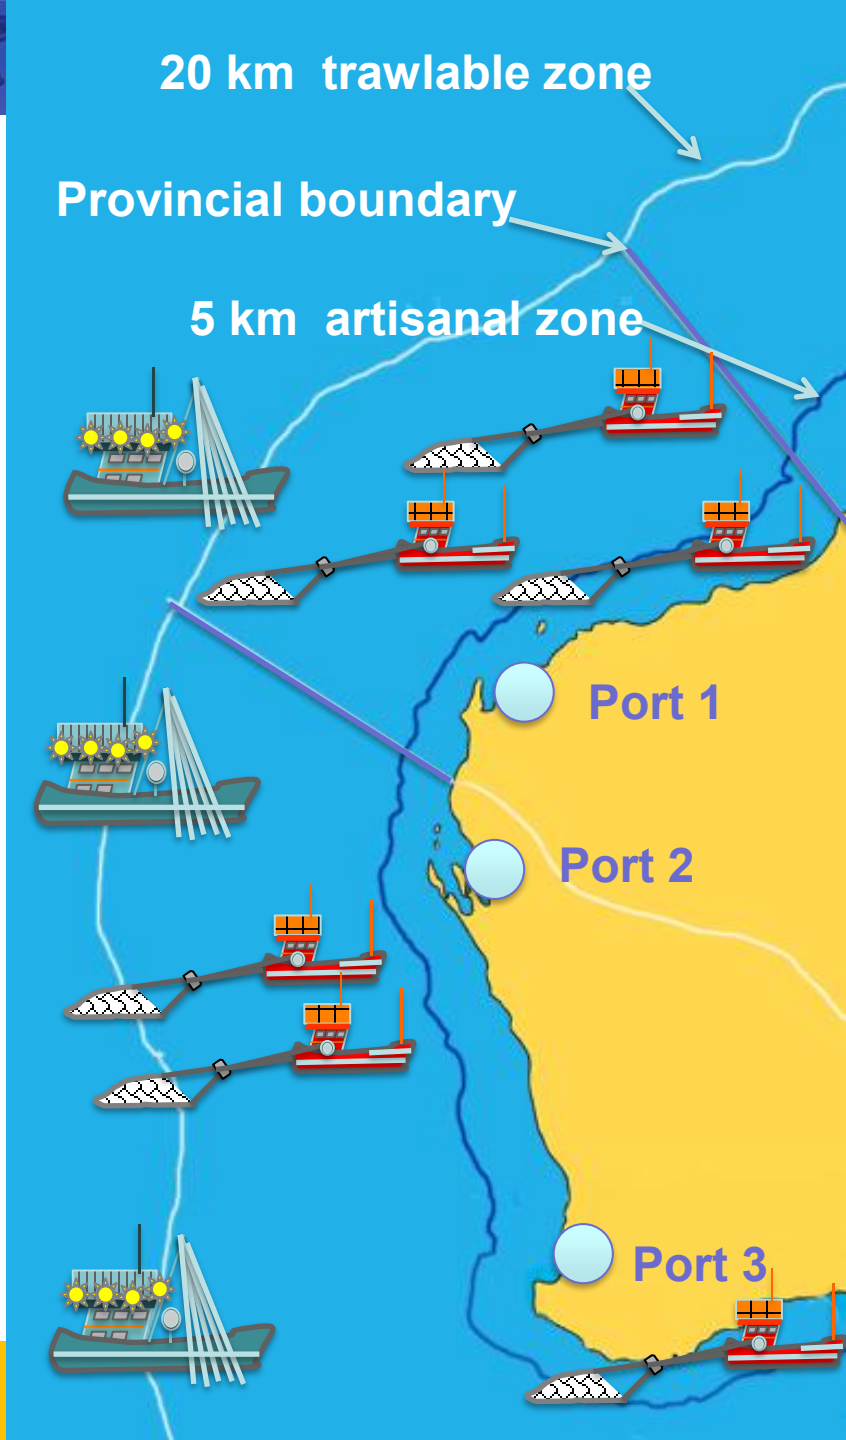 20 km trawlable zone
Provincial boundary
5 km artisanal zone
Port 1
Port 2
Port 3